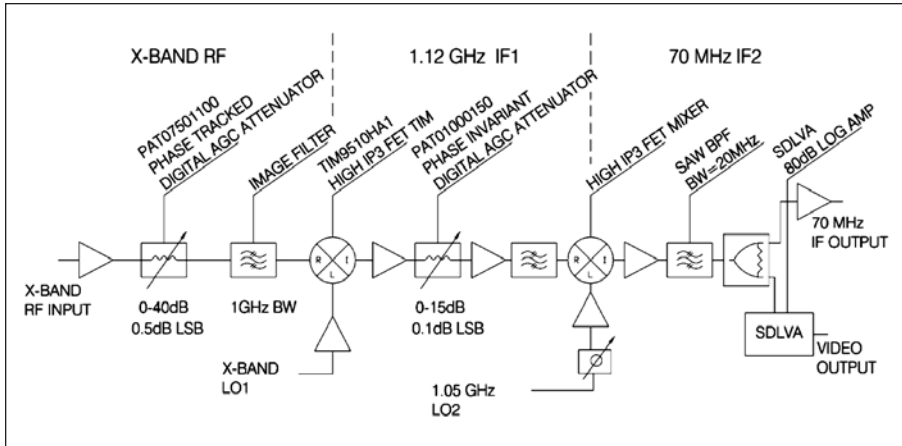 X-BAND RF
1.12 GHz IF1
70 MHz IF2
PAT07501100
PHASE TRACKED
DIGITAL AGC ATTENUATOR
IMAGE FILTER
TIM9510HA1
HIGH IP3 FET TIM
PAT01000150
PHASE INVARIANT
DIGITAL AGC ATTENUATOR
HIGH IP3 FET MIXER
SAW BPF
BW=20MHz
SDLVA
80dB LOG AMP
70 MHz
IF OUTPUT
R I
L
R I
L
X-BAND
RF INPUT
0-40dB
0.5dB LSB
1GHz BW
0-15dB
0.1dB LSB
SDLVA
VIDEO
OUTPUT
X-BAND
LO1
1.05 GHz
LO2